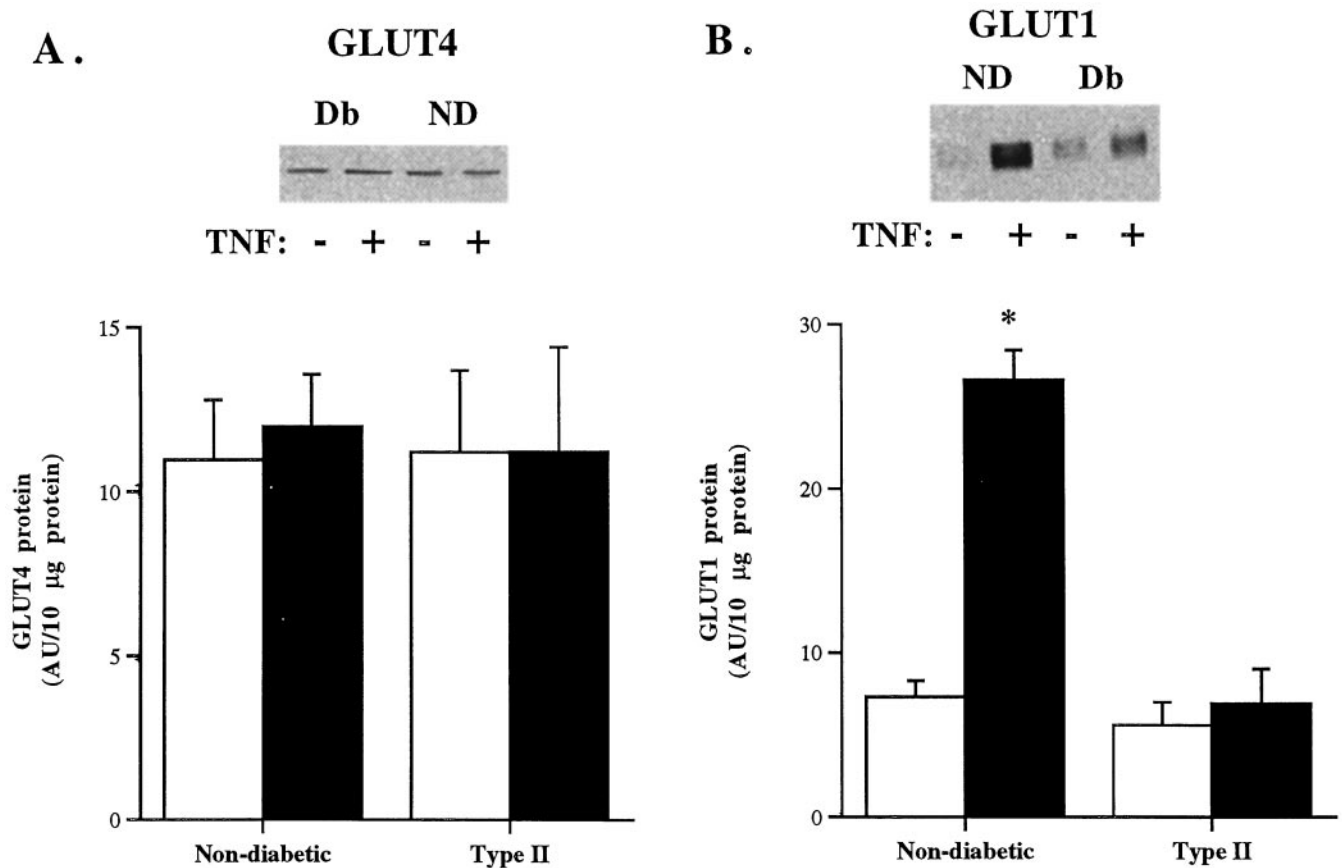 A. GLUT4
Db ND
TNF: - + - +
15
10
5
0
GLUT4 protein
(AU/10 µg protein)
Non-diabetic Type II
B. GLUT1
ND Db
TNF: - + - +
30
20
10
0
*
GLUT1 protein
(AU/10 µg protein)
Non-diabetic Type II